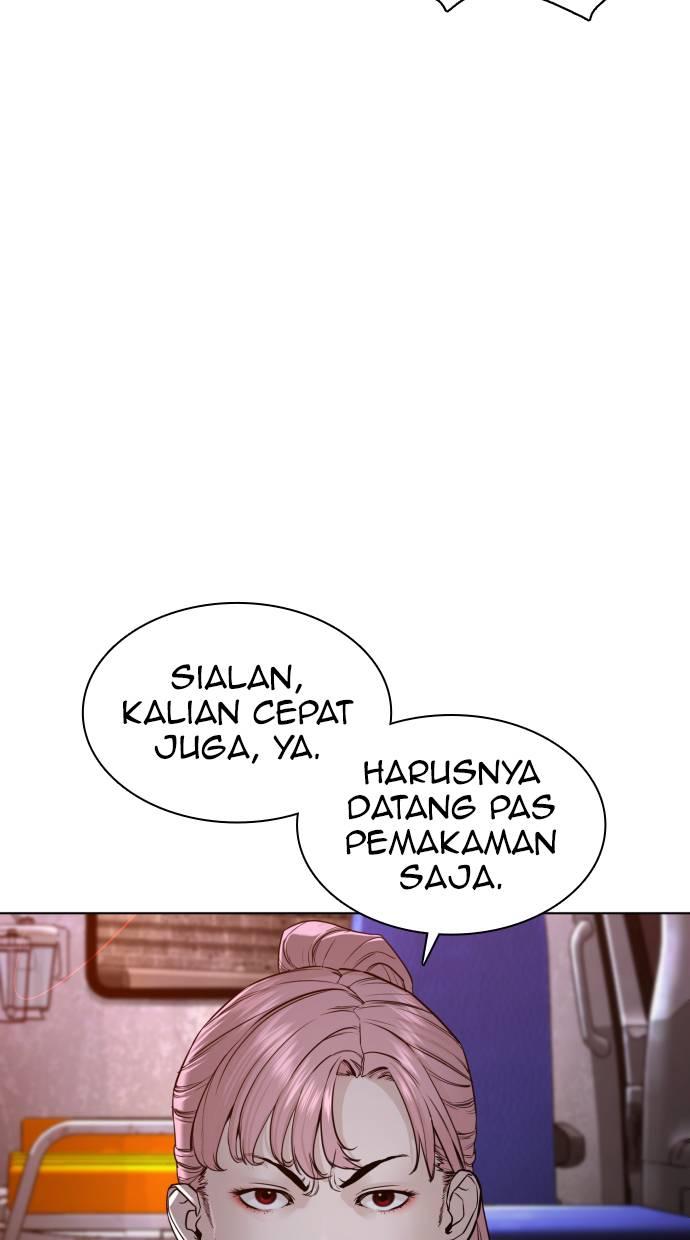 SIALAN,
KALIAN CEPAT
JUGA, YA.
HARUSNYA
DATANG PAS
PEMAKAMAN
SAJA.